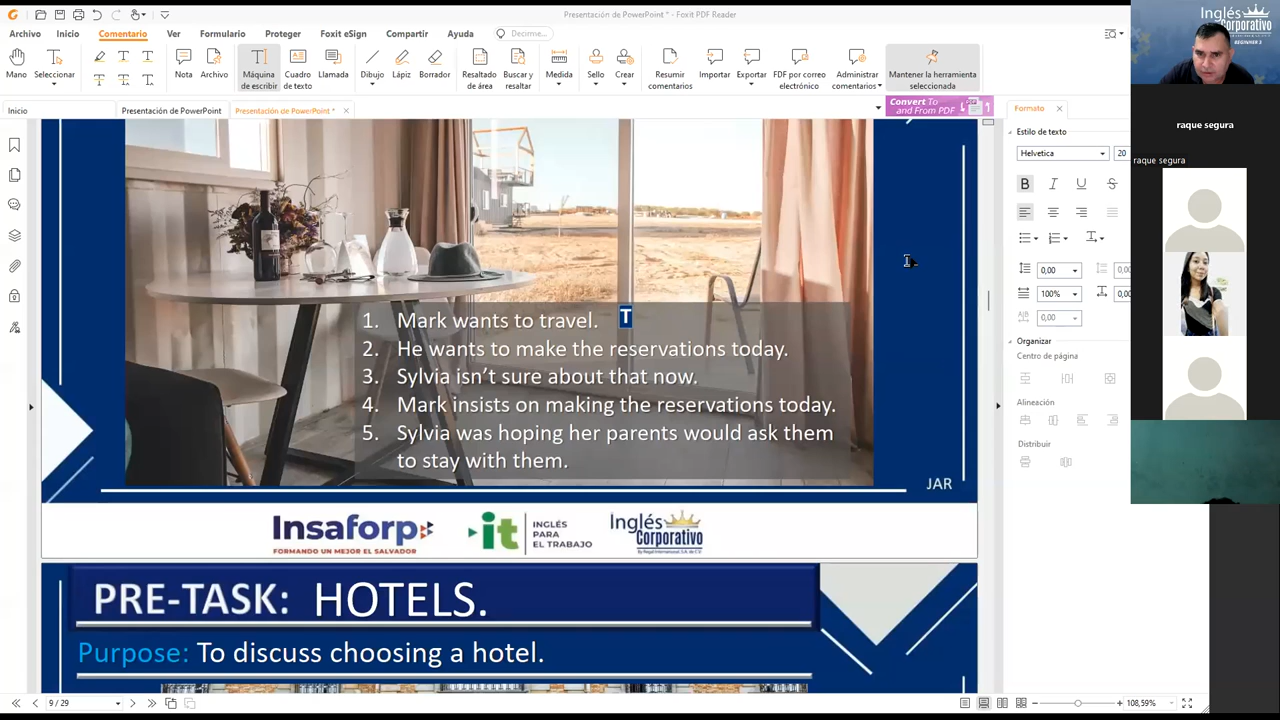 Presentación de PowerPoint * - Foxit PDF Reader
Archivo Inicio Comentario Ver Formulario Proteger Foxit eSign Compartir Ayuda Decirme...
Mano Seleccionar Nota Archivo Máquina de escribir Cuadro de texto Llamada Dibujo Lápiz Borrador Resaltado de área Buscar y resaltar Medida Sello Crear Resumir comentarios Importar Exportar FDF por correo electrónico Administrar comentarios Mantener la herramienta seleccionada
Inicio Presentación de PowerPoint Presentación de PowerPoint *
Convert To and From PDF
Formato
Estilo de texto
Helvetica 20
B I U S
0,00
100%
0,00
Organizar
Centro de página
Alineación
Distribuir
1. Mark wants to travel. T
2. He wants to make the reservations today.
3. Sylvia isn't sure about that now.
4. Mark insists on making the reservations today.
5. Sylvia was hoping her parents would ask them
to stay with them.
JAR
Insaforp
FORMANDO UN MEJOR EL SALVADOR
it INGLÉS PARA EL TRABAJO
Inglés Corporativo
by Regal International, S.A. de C.V.
PRE-TASK: HOTELS.
Purpose: To discuss choosing a hotel.
9 / 29
108,59%
Inglés Corporativo
BEGINNER 3
raque segura
raque segura